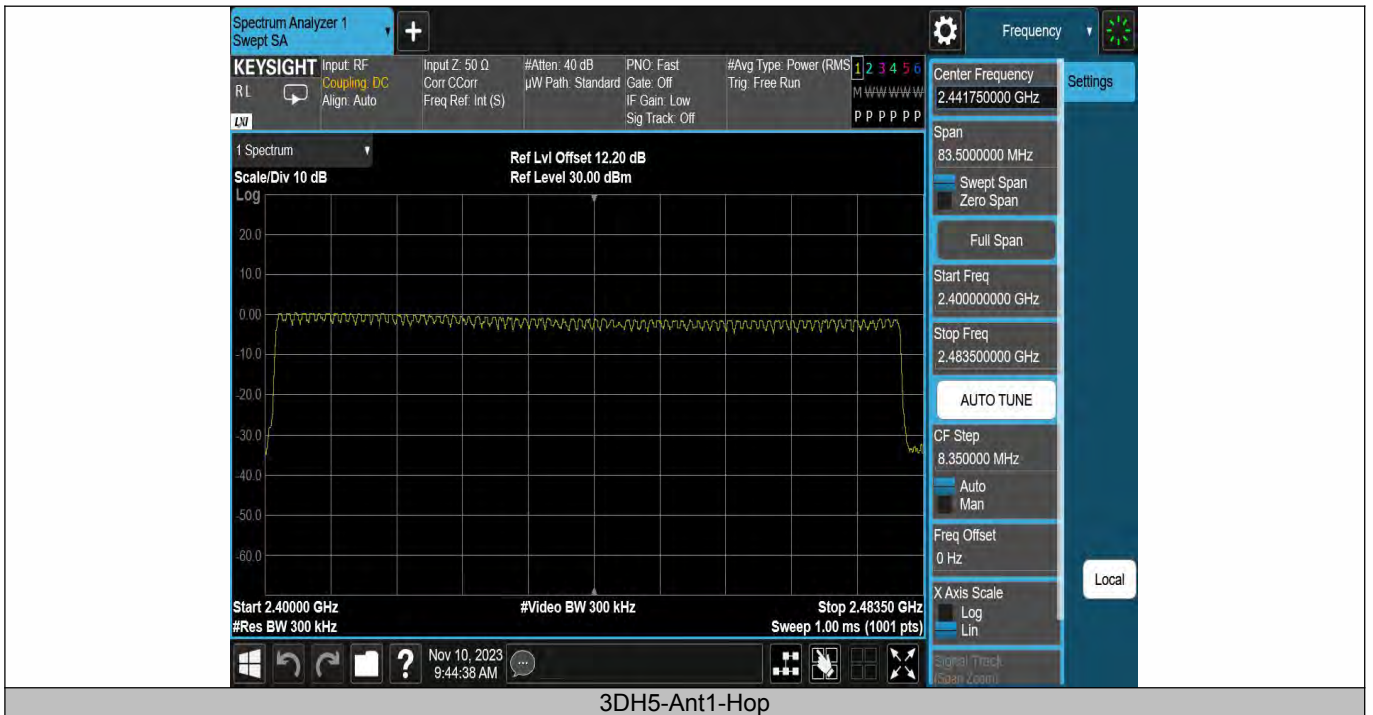 Spectrum Analyzer 1
Swept SA
+
Frequency
KEYSIGHT
RL
LXI
Input: RF
Coupling: DC
Align: Auto
Input Z: 50 Ω
Corr CCorr
Freq Ref: Int (S)
#Atten: 40 dB
µW Path: Standard
PNO: Fast
Gate: Off
IF Gain: Low
Sig Track: Off
#Avg Type: Power (RMS
Trig: Free Run
1 2 3 4 5 6
M W W W W W
P P P P P P
1 Spectrum
Scale/Div 10 dB
Ref Lvl Offset 12.20 dB
Ref Level 30.00 dBm
Log
20.0
10.0
0.00
-10.0
-20.0
-30.0
-40.0
-50.0
-60.0
Start 2.40000 GHz
#Res BW 300 kHz
#Video BW 300 kHz
Stop 2.48350 GHz
Sweep 1.00 ms (1001 pts)
Center Frequency
2.441750000 GHz
Settings
Span
83.5000000 MHz
Swept Span
Zero Span
Full Span
Start Freq
2.400000000 GHz
Stop Freq
2.483500000 GHz
AUTO TUNE
CF Step
8.350000 MHz
Auto
Man
Freq Offset
0 Hz
X Axis Scale
Log
Lin
Local
Signal Track
(Span Zoom)
?
Nov 10, 2023
9:44:38 AM
3DH5-Ant1-Hop